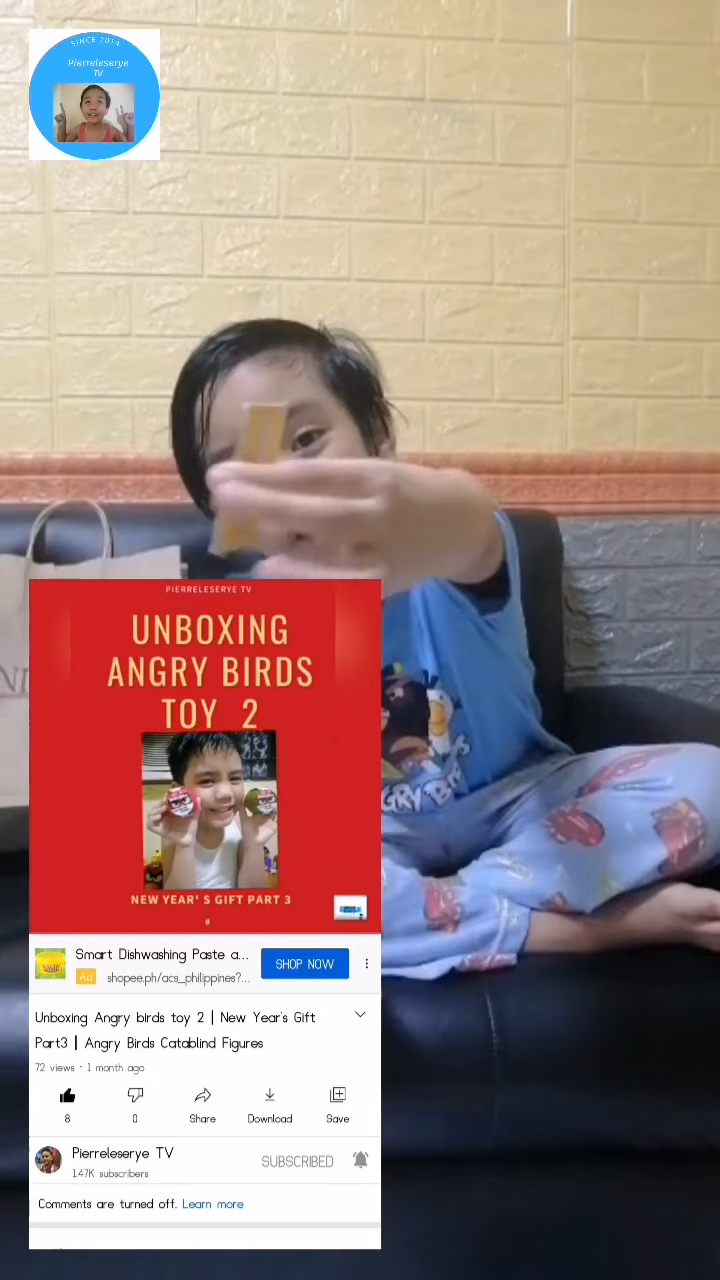 SINCE 2014
Pierreleserye
TV
PIERRELESERYE TV
UNBOXING
ANGRY BIRDS
TOY 2
NEW YEAR'S GIFT PART 3
#
Smart Dishwashing Paste a...
SHOP NOW
Ad
shopee.ph/acs_philippines?...
Unboxing Angry birds toy 2 | New Year's Gift
Part3 | Angry Birds Catablind Figures
72 views · 1 month ago
8
0
Share
Download
Save
Pierreleserye TV
SUBSCRIBED
1.47K subscribers
Comments are turned off. Learn more